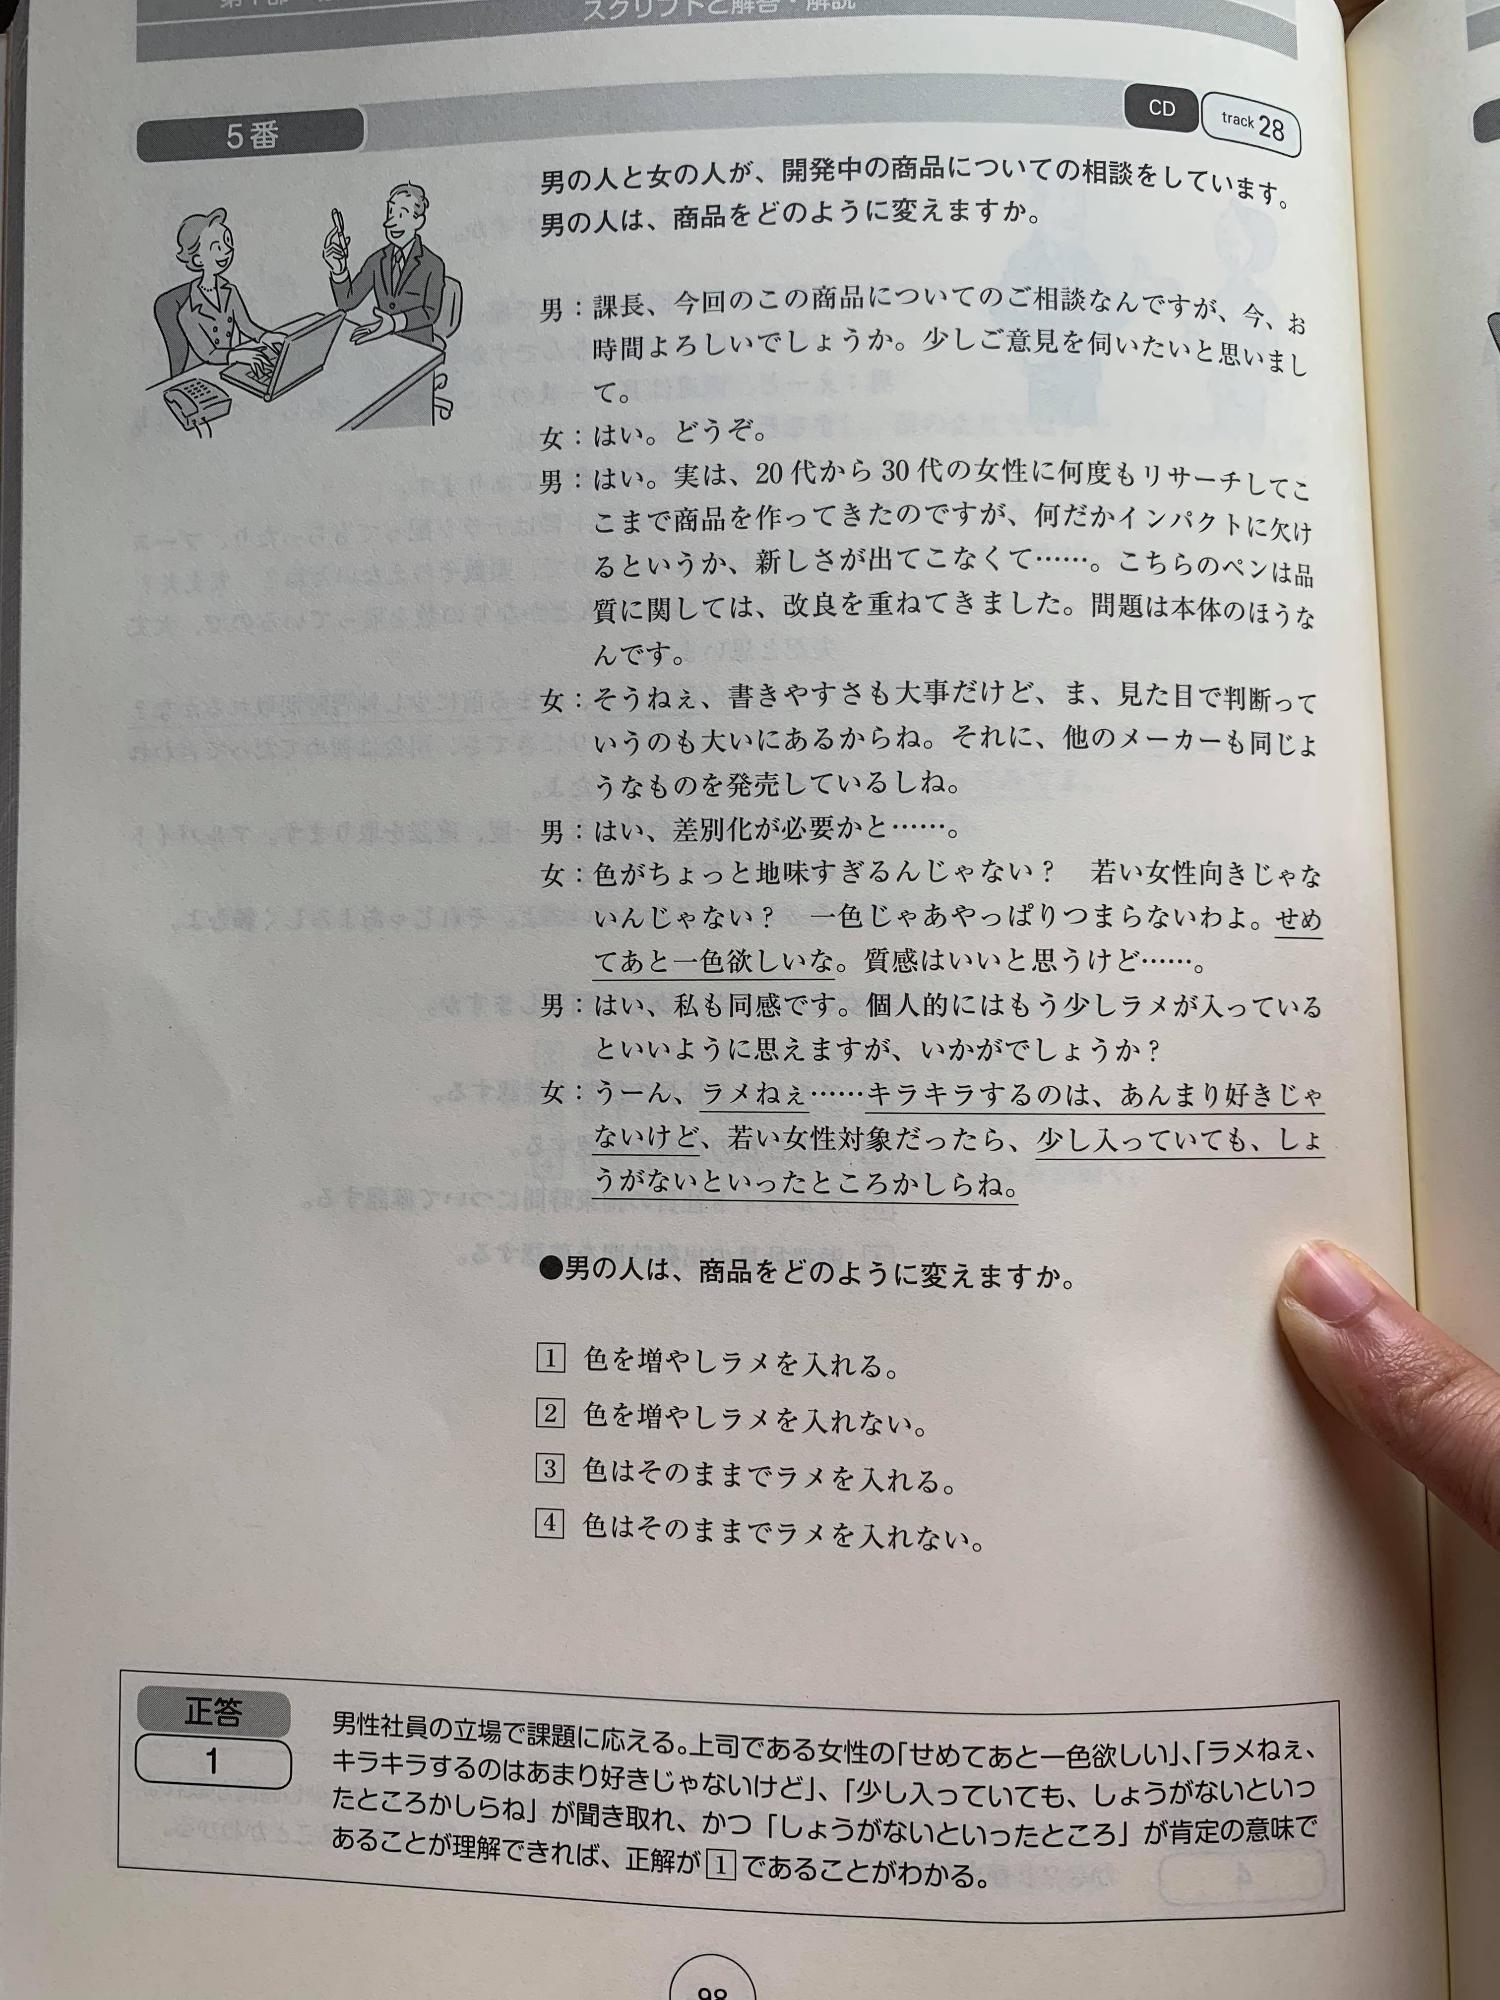 スクリプトと解答・解説
5番
CD
track 28
男の人と女の人が、開発中の商品についての相談をしています。
男の人は、商品をどのように変えますか。
男：課長、今回のこの商品についてのご相談なんですが、今、お
時間よろしいでしょうか。少しご意見を伺いたいと思いまし
て。
女：はい。どうぞ。
男：はい。実は、20代から30代の女性に何度もリサーチしてこ
こまで商品を作ってきたのですが、何だかインパクトに欠け
るというか、新しさが出てこなくて……。こちらのペンは品
質に関しては、改良を重ねてきました。問題は本体のほうな
んです。
女：そうねぇ、書きやすさも大事だけど、ま、見た目で判断って
いうのも大いにあるからね。それに、他のメーカーも同じよ
うなものを発売しているしね。
男：はい、差別化が必要かと……。
女：色がちょっと地味すぎるんじゃない？　若い女性向きじゃな
いんじゃない？　一色じゃあやっぱりつまらないわよ。せめ
てあと一色欲しいな。質感はいいと思うけど……。
男：はい、私も同感です。個人的にはもう少しラメが入っている
といいように思えますが、いかがでしょうか？
女：うーん、ラメねぇ……キラキラするのは、あんまり好きじゃ
ないけど、若い女性対象だったら、少し入っていても、しょ
うがないといったところかしらね。
●男の人は、商品をどのように変えますか。
1 色を増やしラメを入れる。
2 色を増やしラメを入れない。
3 色はそのままでラメを入れる。
4 色はそのままでラメを入れない。
正答
1
男性社員の立場で課題に応える。上司である女性の「せめてあと一色欲しい」、「ラメねぇ、
キラキラするのはあまり好きじゃないけど」、「少し入っていても、しょうがないといっ
たところかしらね」が聞き取れ、かつ「しょうがないといったところ」が肯定の意味で
あることが理解できれば、正解が1であることがわかる。
98